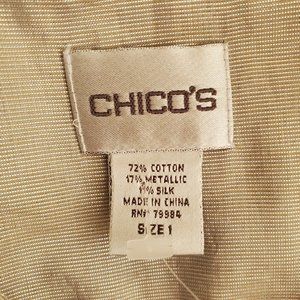 CHICO'S
72% COTTON
17% METALLIC
11% SILK
MADE IN CHINA
RN# 79984
SIZE 1